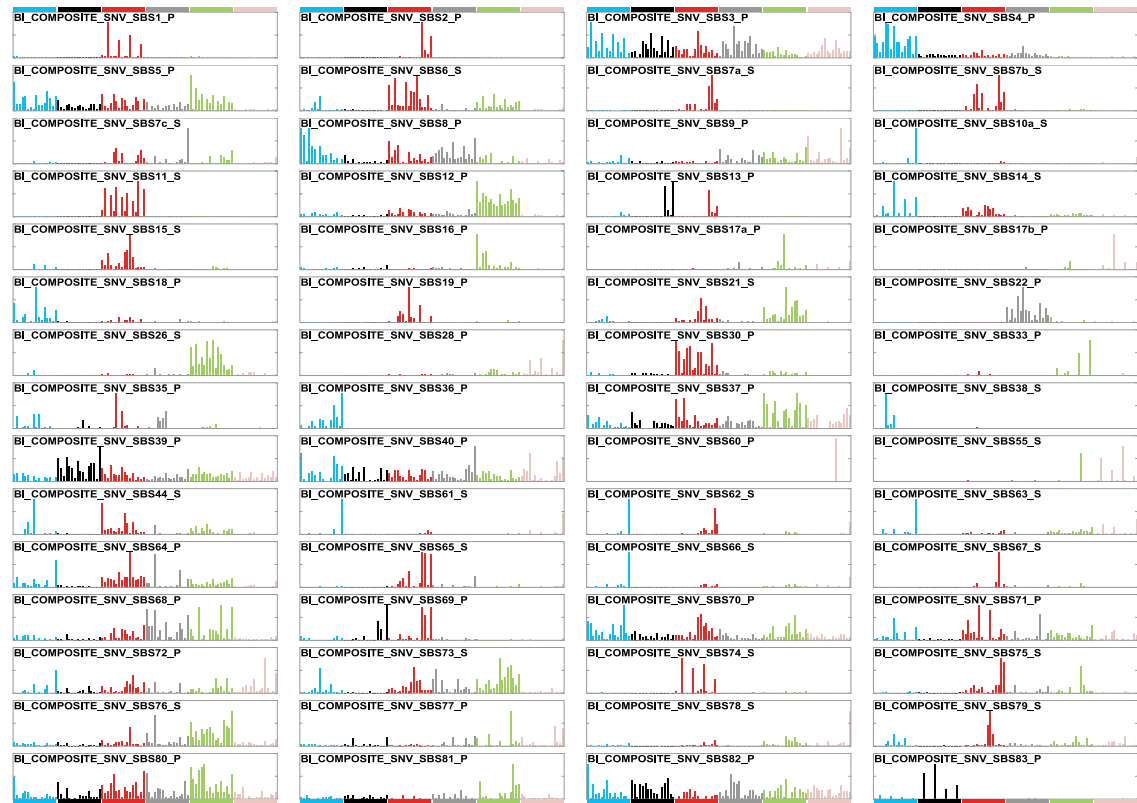 BI_COMPOSITE_SNV_SBS1_P
BI_COMPOSITE_SNV_SBS2_P
BI_COMPOSITE_SNV_SBS3_P
BI_COMPOSITE_SNV_SBS4_P
BI_COMPOSITE_SNV_SBS5_P
BI_COMPOSITE_SNV_SBS6_S
BI_COMPOSITE_SNV_SBS7a_S
BI_COMPOSITE_SNV_SBS7b_S
BI_COMPOSITE_SNV_SBS7c_S
BI_COMPOSITE_SNV_SBS8_P
BI_COMPOSITE_SNV_SBS9_P
BI_COMPOSITE_SNV_SBS10a_S
BI_COMPOSITE_SNV_SBS11_S
BI_COMPOSITE_SNV_SBS12_P
BI_COMPOSITE_SNV_SBS13_P
BI_COMPOSITE_SNV_SBS14_S
BI_COMPOSITE_SNV_SBS15_S
BI_COMPOSITE_SNV_SBS16_P
BI_COMPOSITE_SNV_SBS17a_P
BI_COMPOSITE_SNV_SBS17b_P
BI_COMPOSITE_SNV_SBS18_P
BI_COMPOSITE_SNV_SBS19_P
BI_COMPOSITE_SNV_SBS21_S
BI_COMPOSITE_SNV_SBS22_P
BI_COMPOSITE_SNV_SBS26_S
BI_COMPOSITE_SNV_SBS28_P
BI_COMPOSITE_SNV_SBS30_P
BI_COMPOSITE_SNV_SBS33_P
BI_COMPOSITE_SNV_SBS35_P
BI_COMPOSITE_SNV_SBS36_P
BI_COMPOSITE_SNV_SBS37_P
BI_COMPOSITE_SNV_SBS38_S
BI_COMPOSITE_SNV_SBS39_P
BI_COMPOSITE_SNV_SBS40_P
BI_COMPOSITE_SNV_SBS60_P
BI_COMPOSITE_SNV_SBS55_S
BI_COMPOSITE_SNV_SBS44_S
BI_COMPOSITE_SNV_SBS61_S
BI_COMPOSITE_SNV_SBS62_S
BI_COMPOSITE_SNV_SBS63_S
BI_COMPOSITE_SNV_SBS64_P
BI_COMPOSITE_SNV_SBS65_S
BI_COMPOSITE_SNV_SBS66_S
BI_COMPOSITE_SNV_SBS67_S
BI_COMPOSITE_SNV_SBS68_P
BI_COMPOSITE_SNV_SBS69_P
BI_COMPOSITE_SNV_SBS70_P
BI_COMPOSITE_SNV_SBS71_P
BI_COMPOSITE_SNV_SBS72_P
BI_COMPOSITE_SNV_SBS73_S
BI_COMPOSITE_SNV_SBS74_S
BI_COMPOSITE_SNV_SBS75_S
BI_COMPOSITE_SNV_SBS76_S
BI_COMPOSITE_SNV_SBS77_P
BI_COMPOSITE_SNV_SBS78_S
BI_COMPOSITE_SNV_SBS79_S
BI_COMPOSITE_SNV_SBS80_P
BI_COMPOSITE_SNV_SBS81_P
BI_COMPOSITE_SNV_SBS82_P
BI_COMPOSITE_SNV_SBS83_P